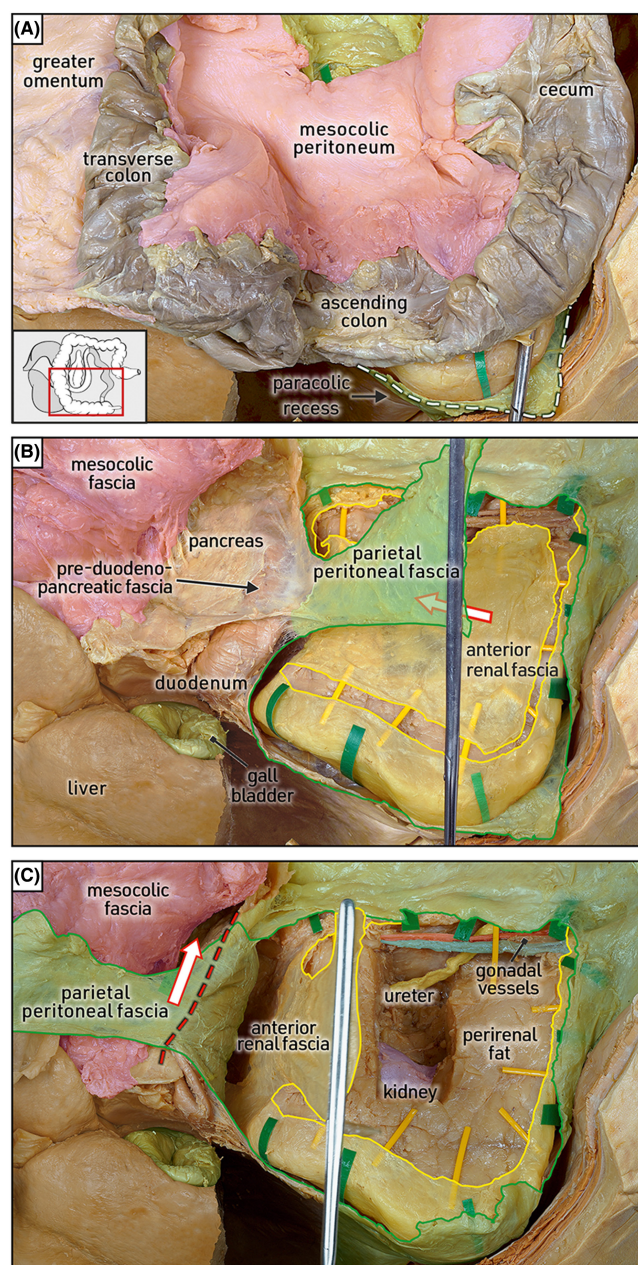 (A)
greater
omentum
cecum
mesocolic
peritoneum
transverse
colon
ascending
colon
paracolic
recess
(B)
mesocolic
fascia
pancreas
parietal
peritoneal fascia
pre-duodeno-
pancreatic fascia
anterior
renal fascia
duodenum
gall
bladder
liver
(C)
mesocolic
fascia
gonadal
vessels
parietal
peritoneal fascia
ureter
anterior
renal fascia
perirenal
fat
kidney